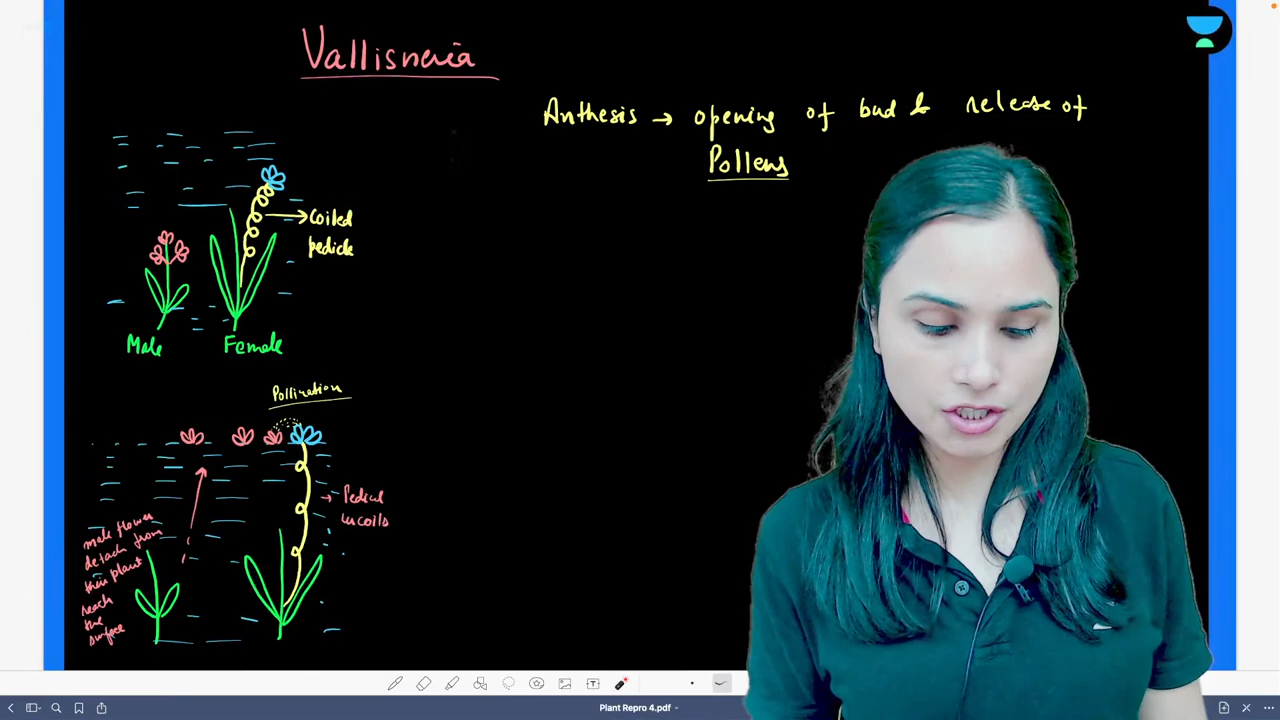 Vallisneria
Anthesis → opening of bud & release of
Pollens
Coiled
pedicle
Male
Female
Pollination
Pedicel
uncoils
male flower
detach from
their plant
reach
the
surface
Plant Repro 4.pdf